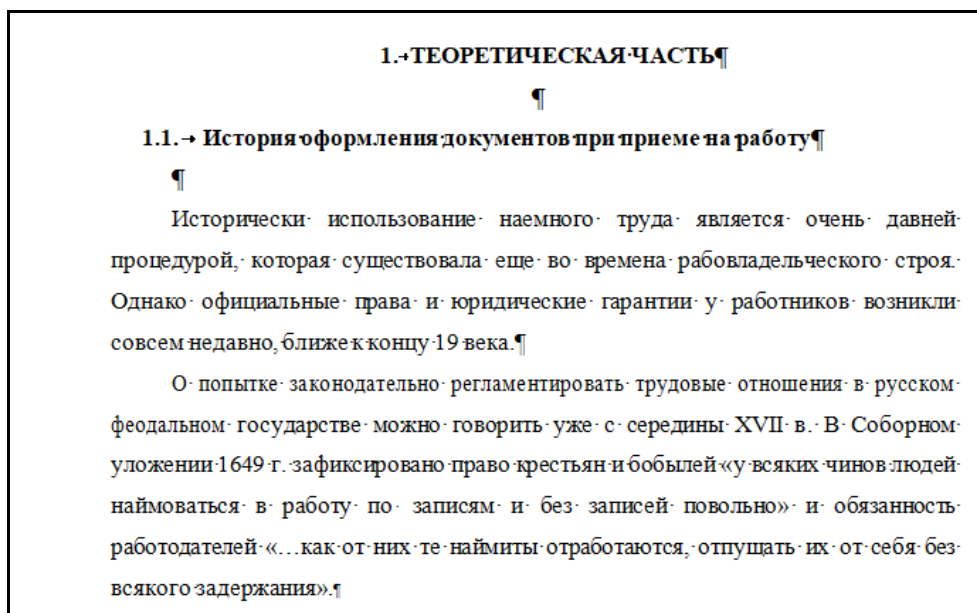 1. ТЕОРЕТИЧЕСКАЯ ЧАСТЬ
1.1. История оформления документов при приеме на работу
Исторически использование наемного труда является очень давней
процедурой, которая существовала еще во времена рабовладельческого строя.
Однако официальные права и юридические гарантии у работников возникли
совсем недавно, ближе к концу 19 века.
О попытке законодательно регламентировать трудовые отношения в русском
феодальном государстве можно говорить уже с середины XVII в. В Соборном
уложении 1649 г. зафиксировано право крестьян и бобылей «у всяких чинов людей
наймоваться в работу по записям и без записей повольно» и обязанность
работодателей «…как от них те наймиты отработаются, отпущать их от себя без
всякого задержания».